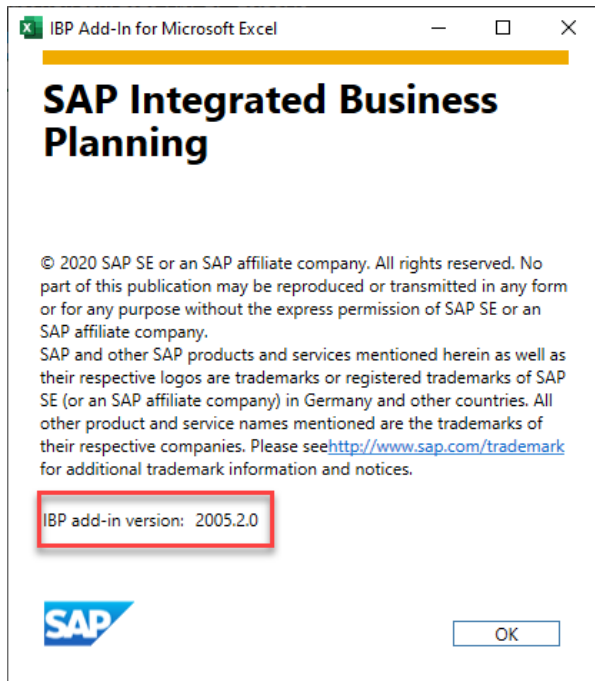 IBP Add-In for Microsoft Excel
SAP Integrated Business
Planning
© 2020 SAP SE or an SAP affiliate company. All rights reserved. No
part of this publication may be reproduced or transmitted in any form
or for any purpose without the express permission of SAP SE or an
SAP affiliate company.
SAP and other SAP products and services mentioned herein as well as
their respective logos are trademarks or registered trademarks of SAP
SE (or an SAP affiliate company) in Germany and other countries. All
other product and service names mentioned are the trademarks of
their respective companies. Please seehttp://www.sap.com/trademark
for additional trademark information and notices.
IBP add-in version: 2005.2.0
SAP
OK